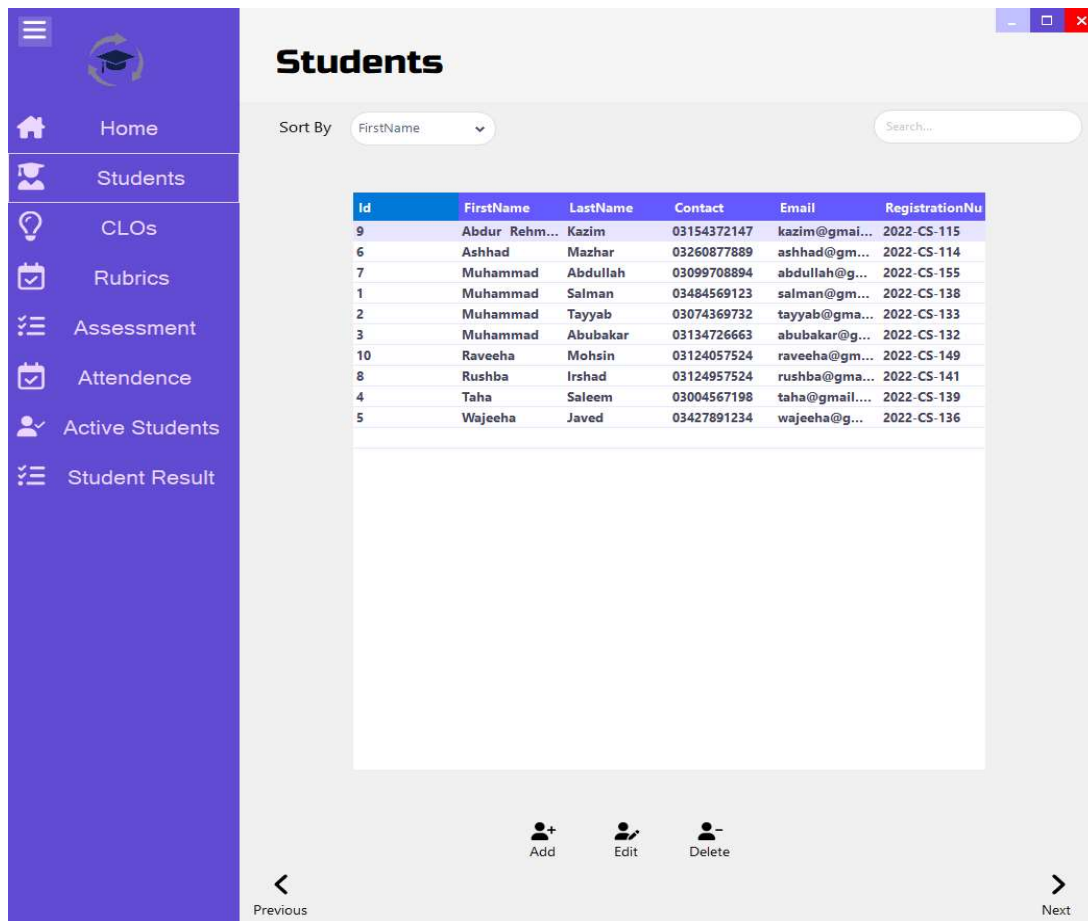 Students
Home
Students
CLOs
Rubrics
Assessment
Attendence
Active Students
Student Result
Sort By FirstName Search...
Id FirstName LastName Contact Email RegistrationNu
9 Abdur Rehm... Kazim 03154372147 kazim@gmai... 2022-CS-115
6 Ashhad Mazhar 03260877889 ashhad@gm... 2022-CS-114
7 Muhammad Abdullah 03099708894 abdullah@g... 2022-CS-155
1 Muhammad Salman 03484569123 salman@gm... 2022-CS-138
2 Muhammad Tayyab 03074369732 tayyab@gma... 2022-CS-133
3 Muhammad Abubakar 03134726663 abubakar@g... 2022-CS-132
10 Raveeha Mohsin 03124057524 raveeha@gm... 2022-CS-149
8 Rushba Irshad 03124957524 rushba@gma... 2022-CS-141
4 Taha Saleem 03004567198 taha@gmail.... 2022-CS-139
5 Wajeeha Javed 03427891234 wajeeha@g... 2022-CS-136
Add Edit Delete
Previous Next